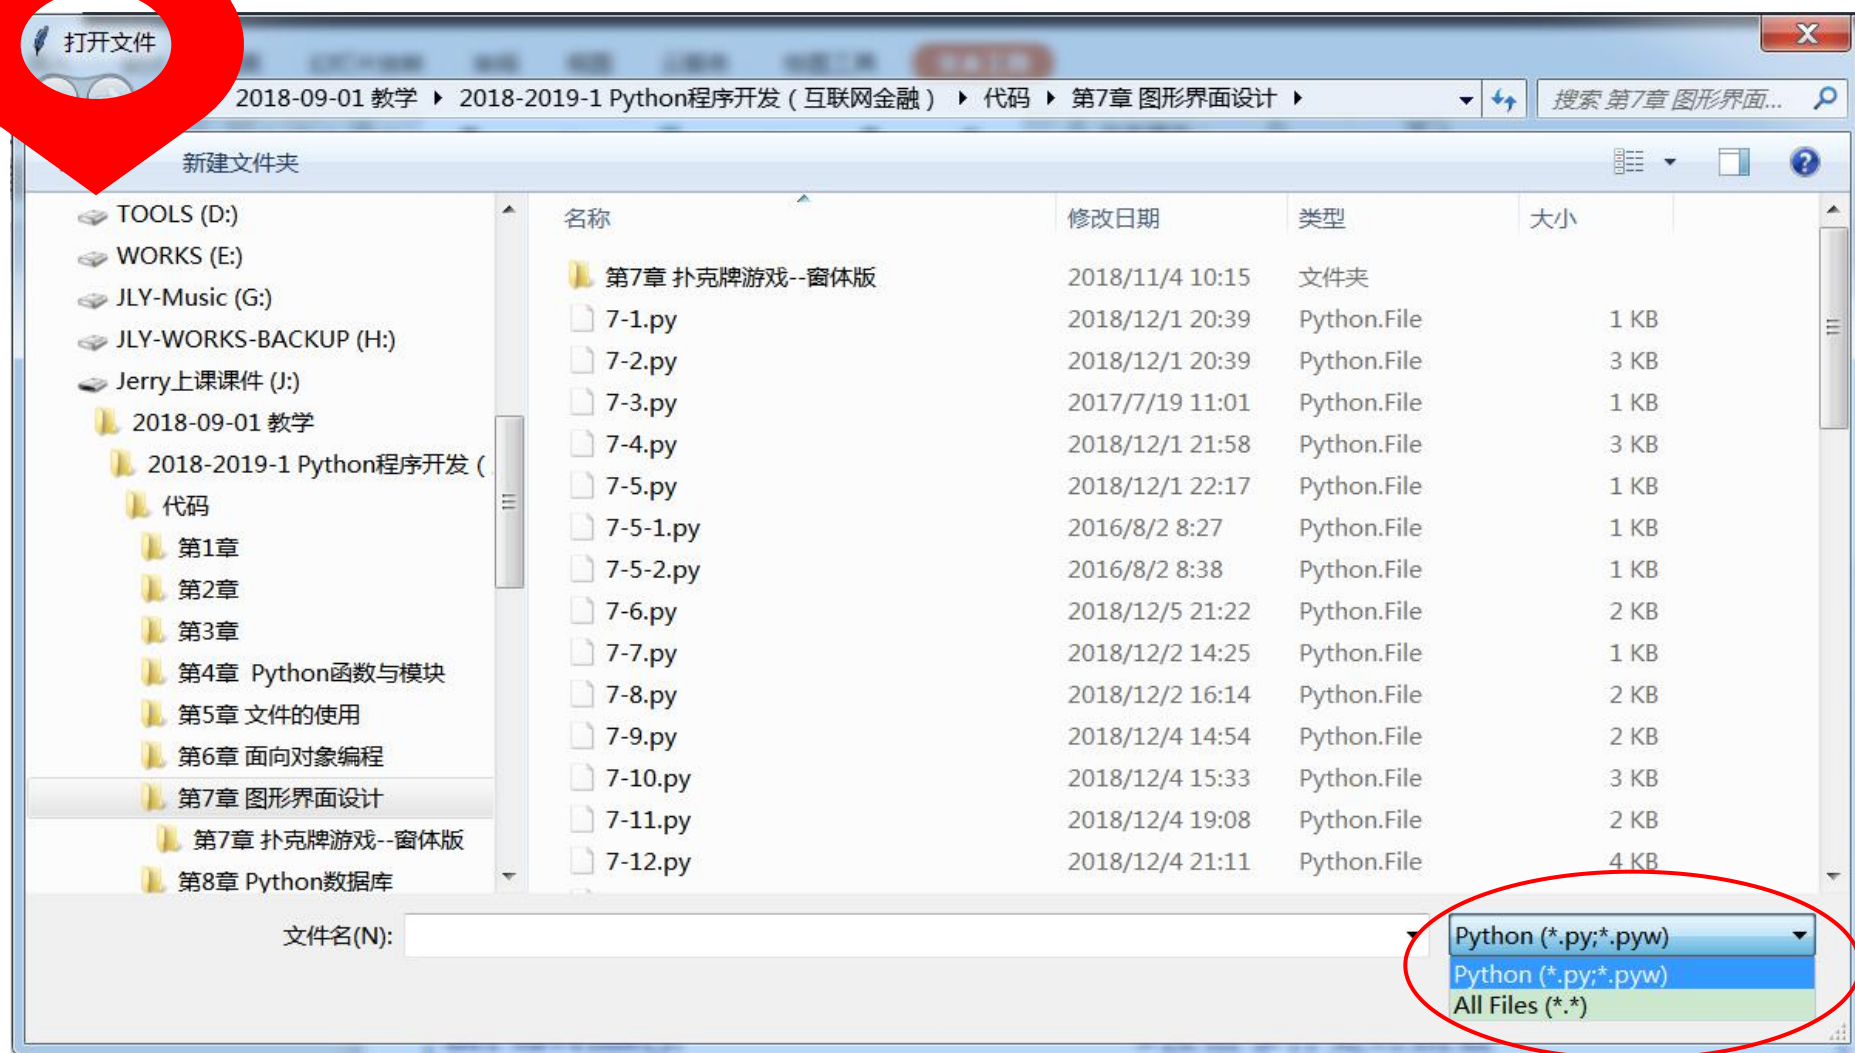 打开文件
2018-09-01 教学 2018-2019-1 Python程序开发（互联网金融） 代码 第7章 图形界面设计 搜索 第7章 图形界面...
新建文件夹
TOOLS (D:)
WORKS (E:)
JLY-Music (G:)
JLY-WORKS-BACKUP (H:)
Jerry上课课件 (J:)
2018-09-01 教学
2018-2019-1 Python程序开发（
代码
第1章
第2章
第3章
第4章 Python函数与模块
第5章 文件的使用
第6章 面向对象编程
第7章 图形界面设计
第7章 扑克牌游戏--窗体版
第8章 Python数据库
名称 修改日期 类型 大小
第7章 扑克牌游戏--窗体版 2018/11/4 10:15 文件夹
7-1.py 2018/12/1 20:39 Python.File 1 KB
7-2.py 2018/12/1 20:39 Python.File 3 KB
7-3.py 2017/7/19 11:01 Python.File 1 KB
7-4.py 2018/12/1 21:58 Python.File 3 KB
7-5.py 2018/12/1 22:17 Python.File 1 KB
7-5-1.py 2016/8/2 8:27 Python.File 1 KB
7-5-2.py 2016/8/2 8:38 Python.File 1 KB
7-6.py 2018/12/5 21:22 Python.File 2 KB
7-7.py 2018/12/2 14:25 Python.File 1 KB
7-8.py 2018/12/2 16:14 Python.File 2 KB
7-9.py 2018/12/4 14:54 Python.File 2 KB
7-10.py 2018/12/4 15:33 Python.File 3 KB
7-11.py 2018/12/4 19:08 Python.File 2 KB
7-12.py 2018/12/4 21:11 Python.File 4 KB
文件名(N): Python (*.py;*.pyw)
Python (*.py;*.pyw)
All Files (*.*)